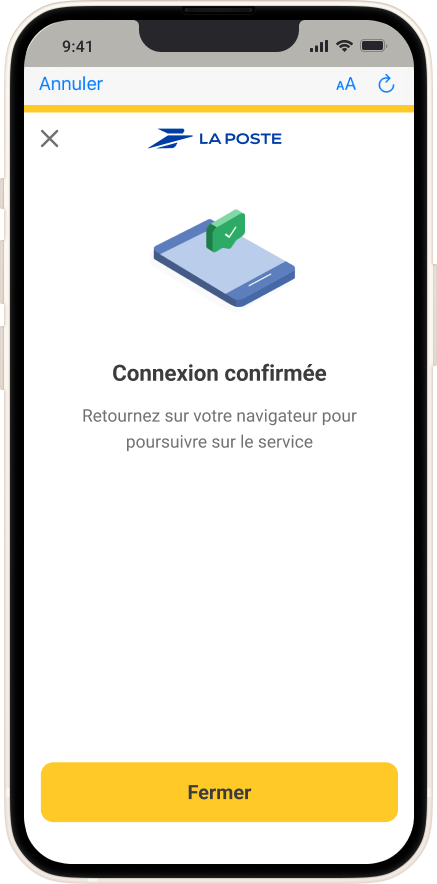 9:41
Annuler
AA
LA POSTE
Connexion confirmée
Retournez sur votre navigateur pour
poursuivre sur le service
Fermer